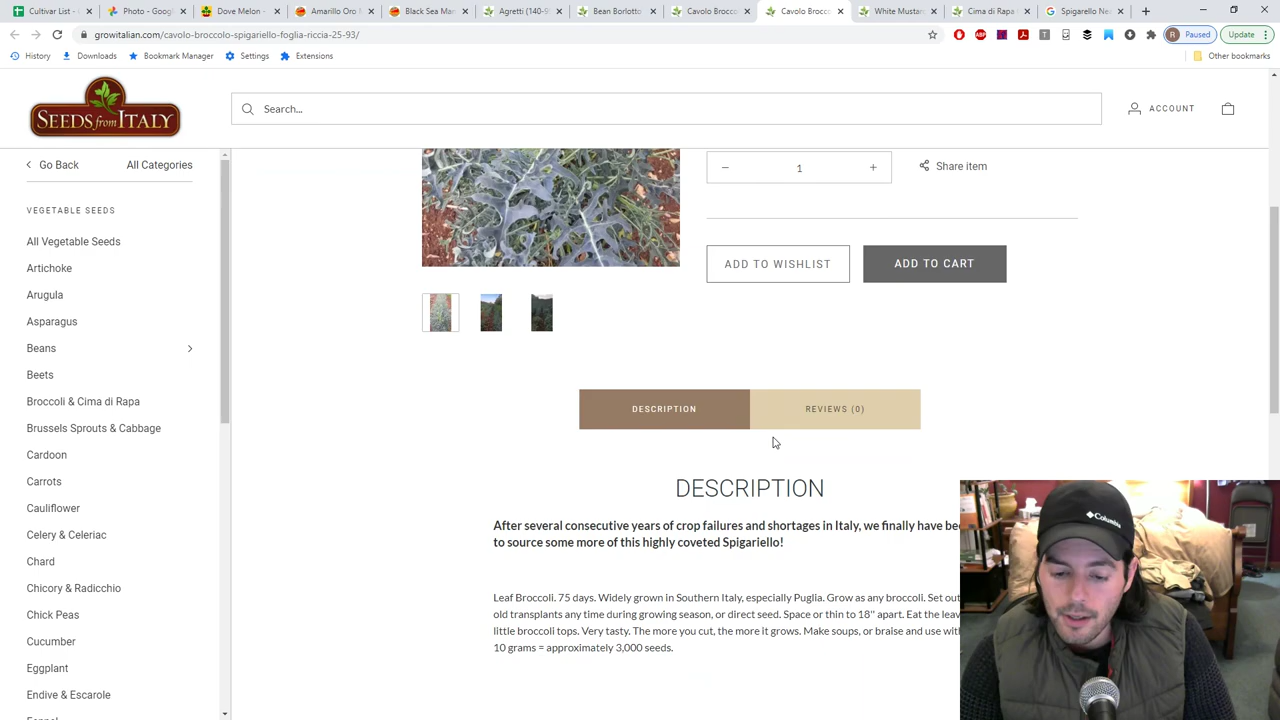 Cultivar List - G
Photo - Googl
Dove Melon -
Amarillo Oro M
Black Sea Man
Agretti (140-9
Bean Borlotto
Cavolo Brocco
Cavolo Brocco
White Mustang
Cima di Rapa
Spigarello Nea
growitalian.com/cavolo-broccolo-spigariello-foglia-riccia-25-93/
Paused
Update
History
Downloads
Bookmark Manager
Settings
Extensions
Other bookmarks
SEEDS from ITALY
Search...
ACCOUNT
Go Back
All Categories
VEGETABLE SEEDS
All Vegetable Seeds
Artichoke
Arugula
Asparagus
Beans
Beets
Broccoli & Cima di Rapa
Brussels Sprouts & Cabbage
Cardoon
Carrots
Cauliflower
Celery & Celeriac
Chard
Chicory & Radicchio
Chick Peas
Cucumber
Eggplant
Endive & Escarole
Fennel
− 1 +
Share item
ADD TO WISHLIST
ADD TO CART
DESCRIPTION
REVIEWS (0)
DESCRIPTION
After several consecutive years of crop failures and shortages in Italy, we finally have be
to source some more of this highly coveted Spigariello!
Leaf Broccoli. 75 days. Widely grown in Southern Italy, especially Puglia. Grow as any broccoli. Set out
old transplants any time during growing season, or direct seed. Space or thin to 18" apart. Eat the leav
little broccoli tops. Very tasty. The more you cut, the more it grows. Make soups, or braise and use with
10 grams = approximately 3,000 seeds.
Columbia